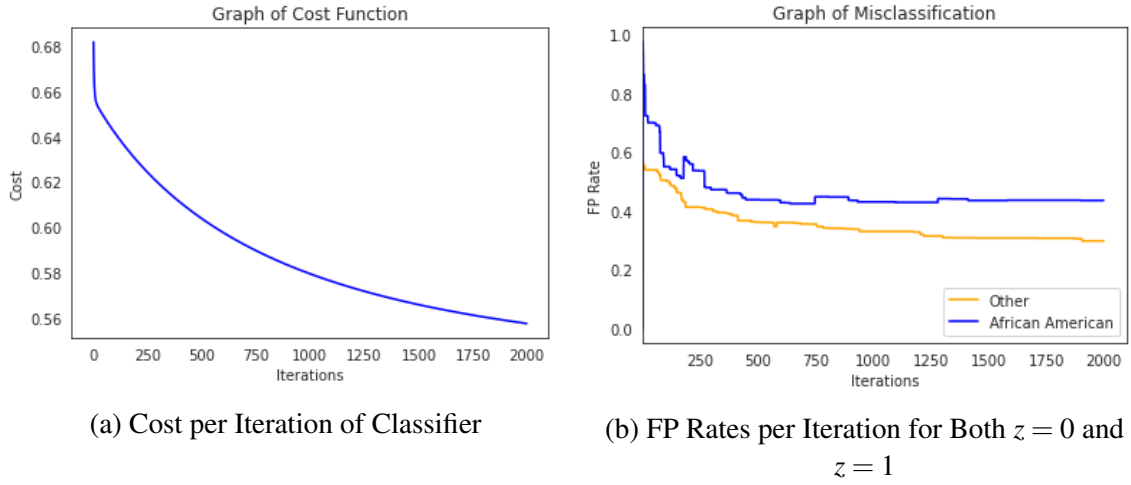 Graph of Cost Function
0.68
0.66
0.64
0.62
0.60
0.58
0.56
Cost
0 250 500 750 1000 1250 1500 1750 2000
Iterations
(a) Cost per Iteration of Classifier
Graph of Misclassification
1.0
0.8
0.6
0.4
0.2
0.0
FP Rate
Other
African American
250 500 750 1000 1250 1500 1750 2000
Iterations
(b) FP Rates per Iteration for Both z = 0 and
z = 1